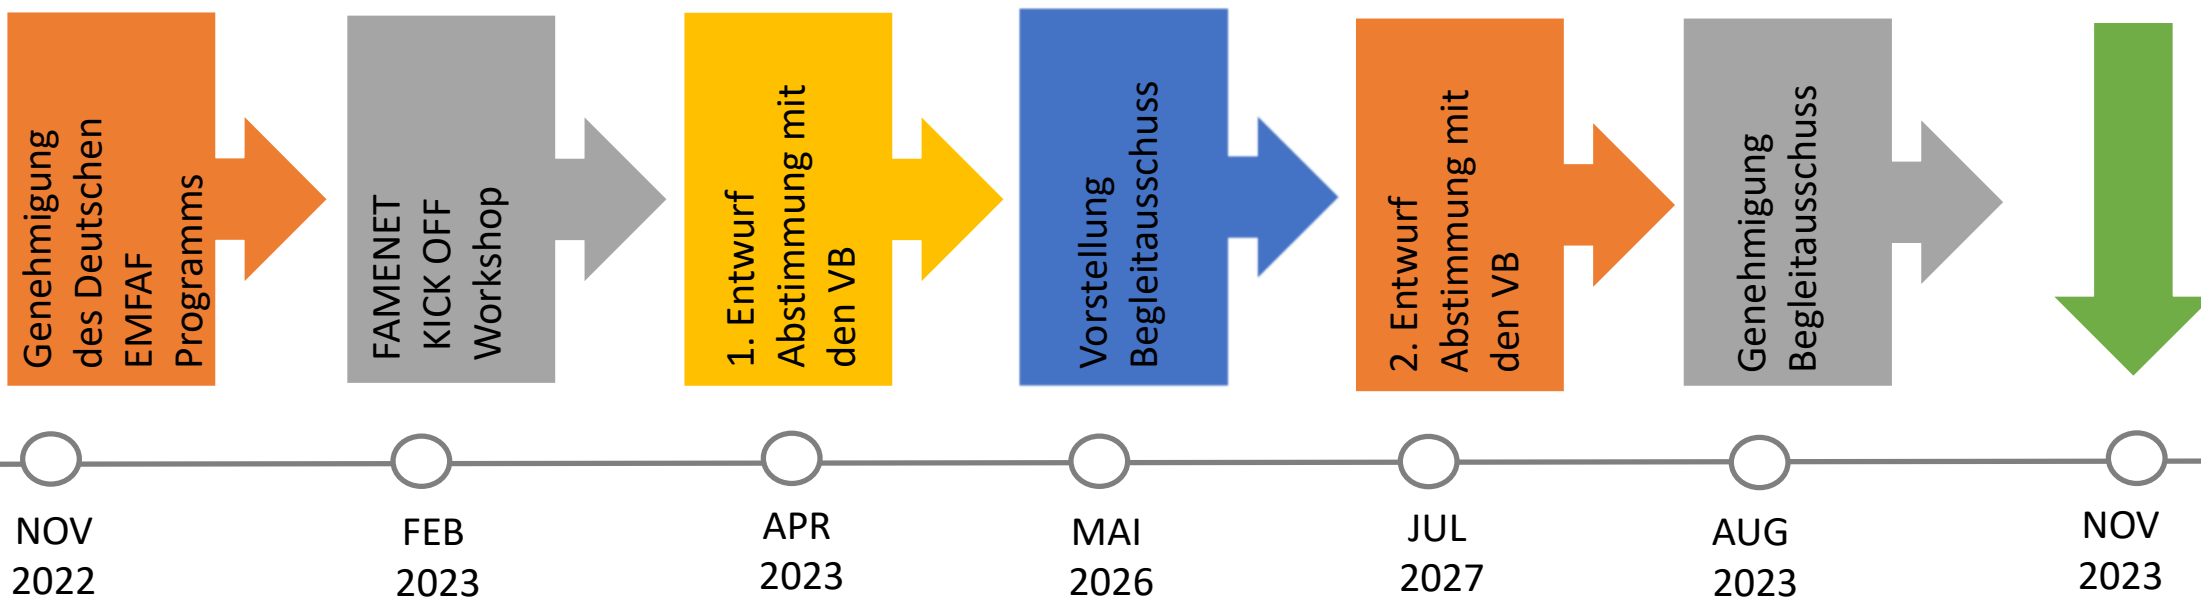 Genehmigung
des Deutschen
EMFAF
Programms
FAMENET
KICK OFF
Workshop
1. Entwurf
Abstimmung mit
den VB
Vorstellung
Begleitausschuss
2. Entwurf
Abstimmung mit
den VB
Genehmigung
Begleitausschuss
NOV
2022
FEB
2023
APR
2023
MAI
2026
JUL
2027
AUG
2023
NOV
2023